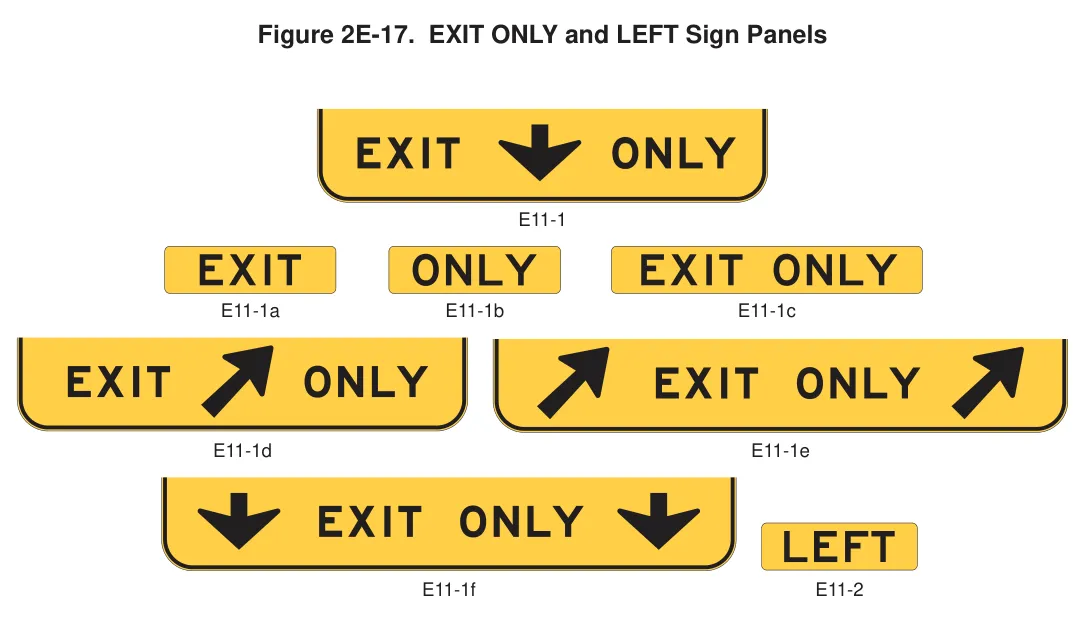 Figure 2E-17. EXIT ONLY and LEFT Sign Panels
EXIT ONLY
E11-1
EXIT
ONLY
EXIT ONLY
E11-1a
E11-1b
E11-1c
EXIT ONLY
EXIT ONLY
E11-1d
E11-1e
EXIT ONLY
LEFT
E11-1f
E11-2